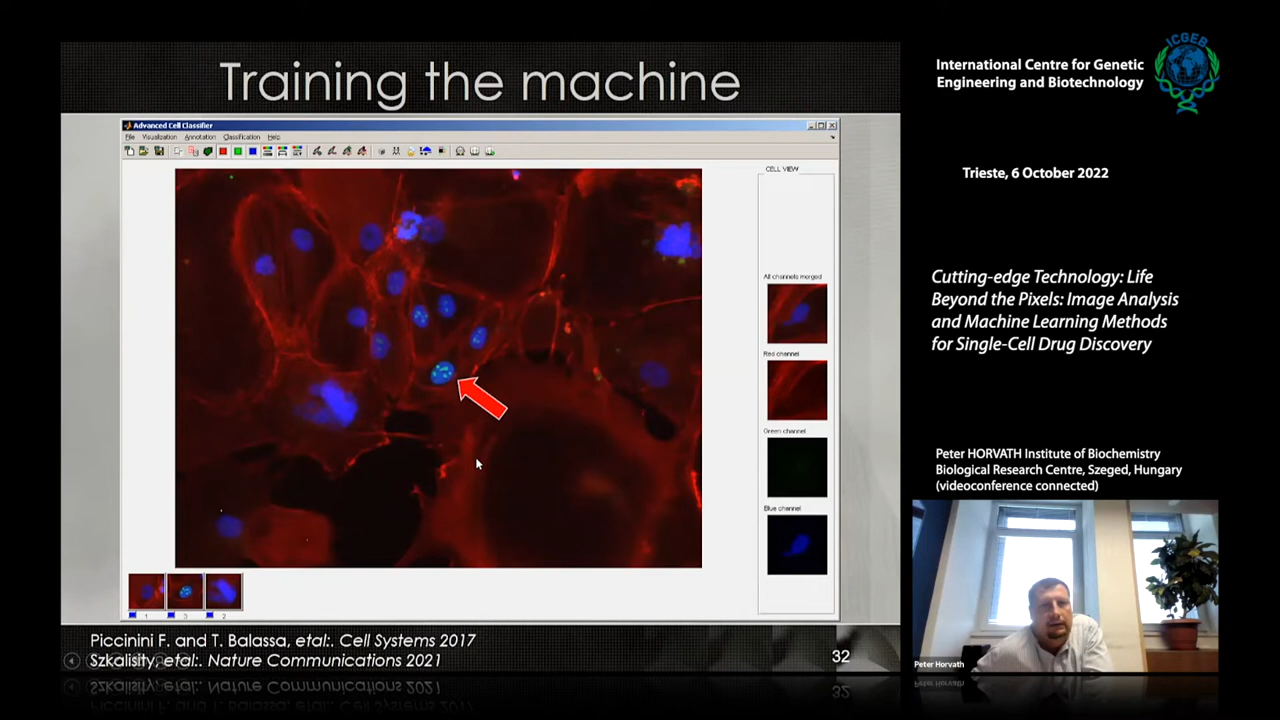 Training the machine
Advanced Cell Classifier
File Visualization Annotation Classification Help
CELL VIEW
All channels merged
Red channel
Green channel
Blue channel
1 3 2
Piccinini F. and T. Balassa, etal:. Cell Systems 2017
Szkalisity, etal:. Nature Communications 2021
32
ICGEB
International Centre for Genetic
Engineering and Biotechnology
Trieste, 6 October 2022
Cutting-edge Technology: Life
Beyond the Pixels: Image Analysis
and Machine Learning Methods
for Single-Cell Drug Discovery
Peter HORVATH Institute of Biochemistry
Biological Research Centre, Szeged, Hungary
(videoconference connected)
Peter Horvath